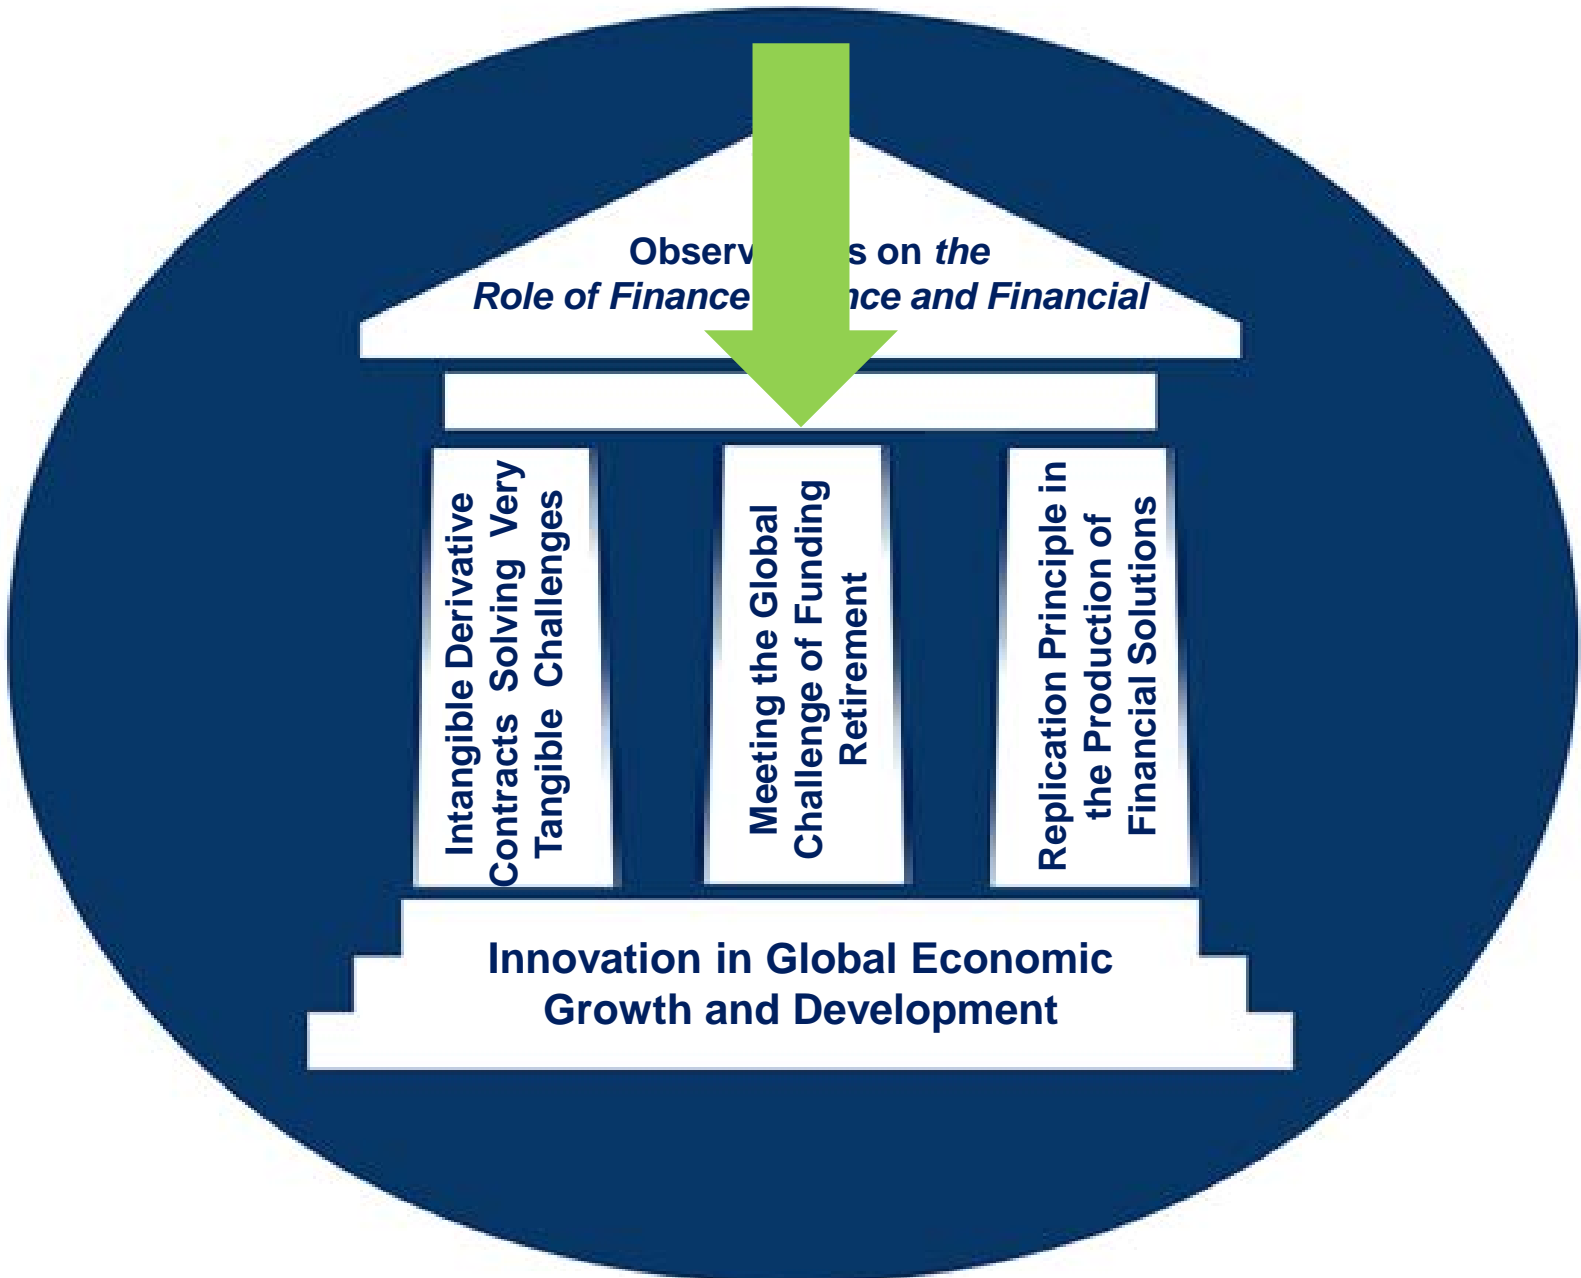 Observ s on the
Role of Finance nce and Financial
Intangible Derivative
Contracts Solving Very
Tangible Challenges
Meeting the Global
Challenge of Funding
Retirement
Replication Principle in
the Production of
Financial Solutions
Innovation in Global Economic
Growth and Development